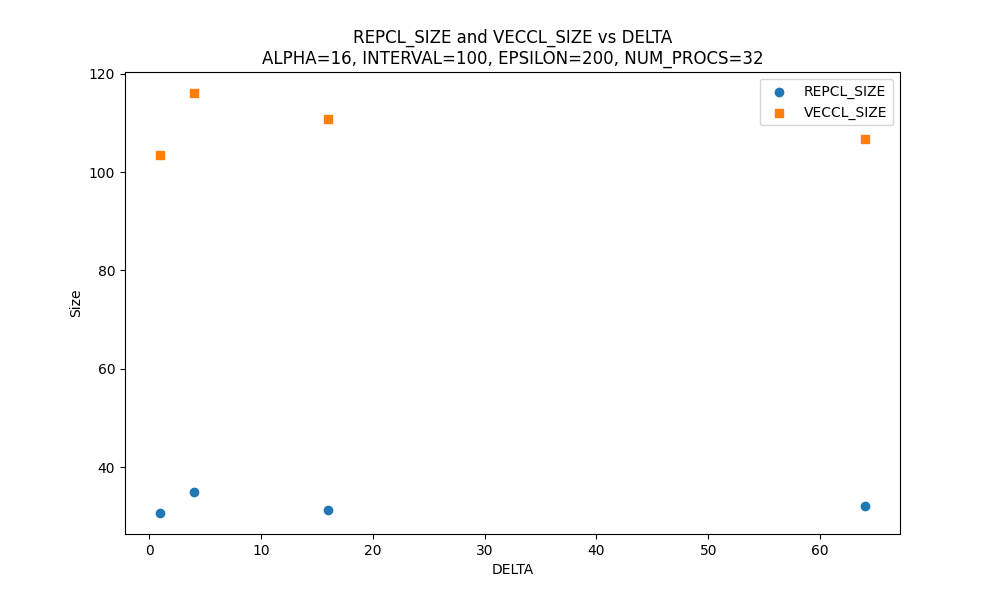 REPCL_SIZE and VECCL_SIZE vs DELTA
ALPHA=16, INTERVAL=100, EPSILON=200, NUM_PROCS=32
REPCL_SIZE
VECCL_SIZE
120
100
80
60
40
Size
0 10 20 30 40 50 60
DELTA